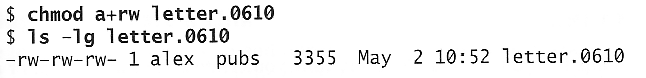 $ chmod a+rw letter.0610
$ ls -lg letter.0610
-rw-rw-rw- 1 alex pubs 3355 May 2 10:52 letter.0610